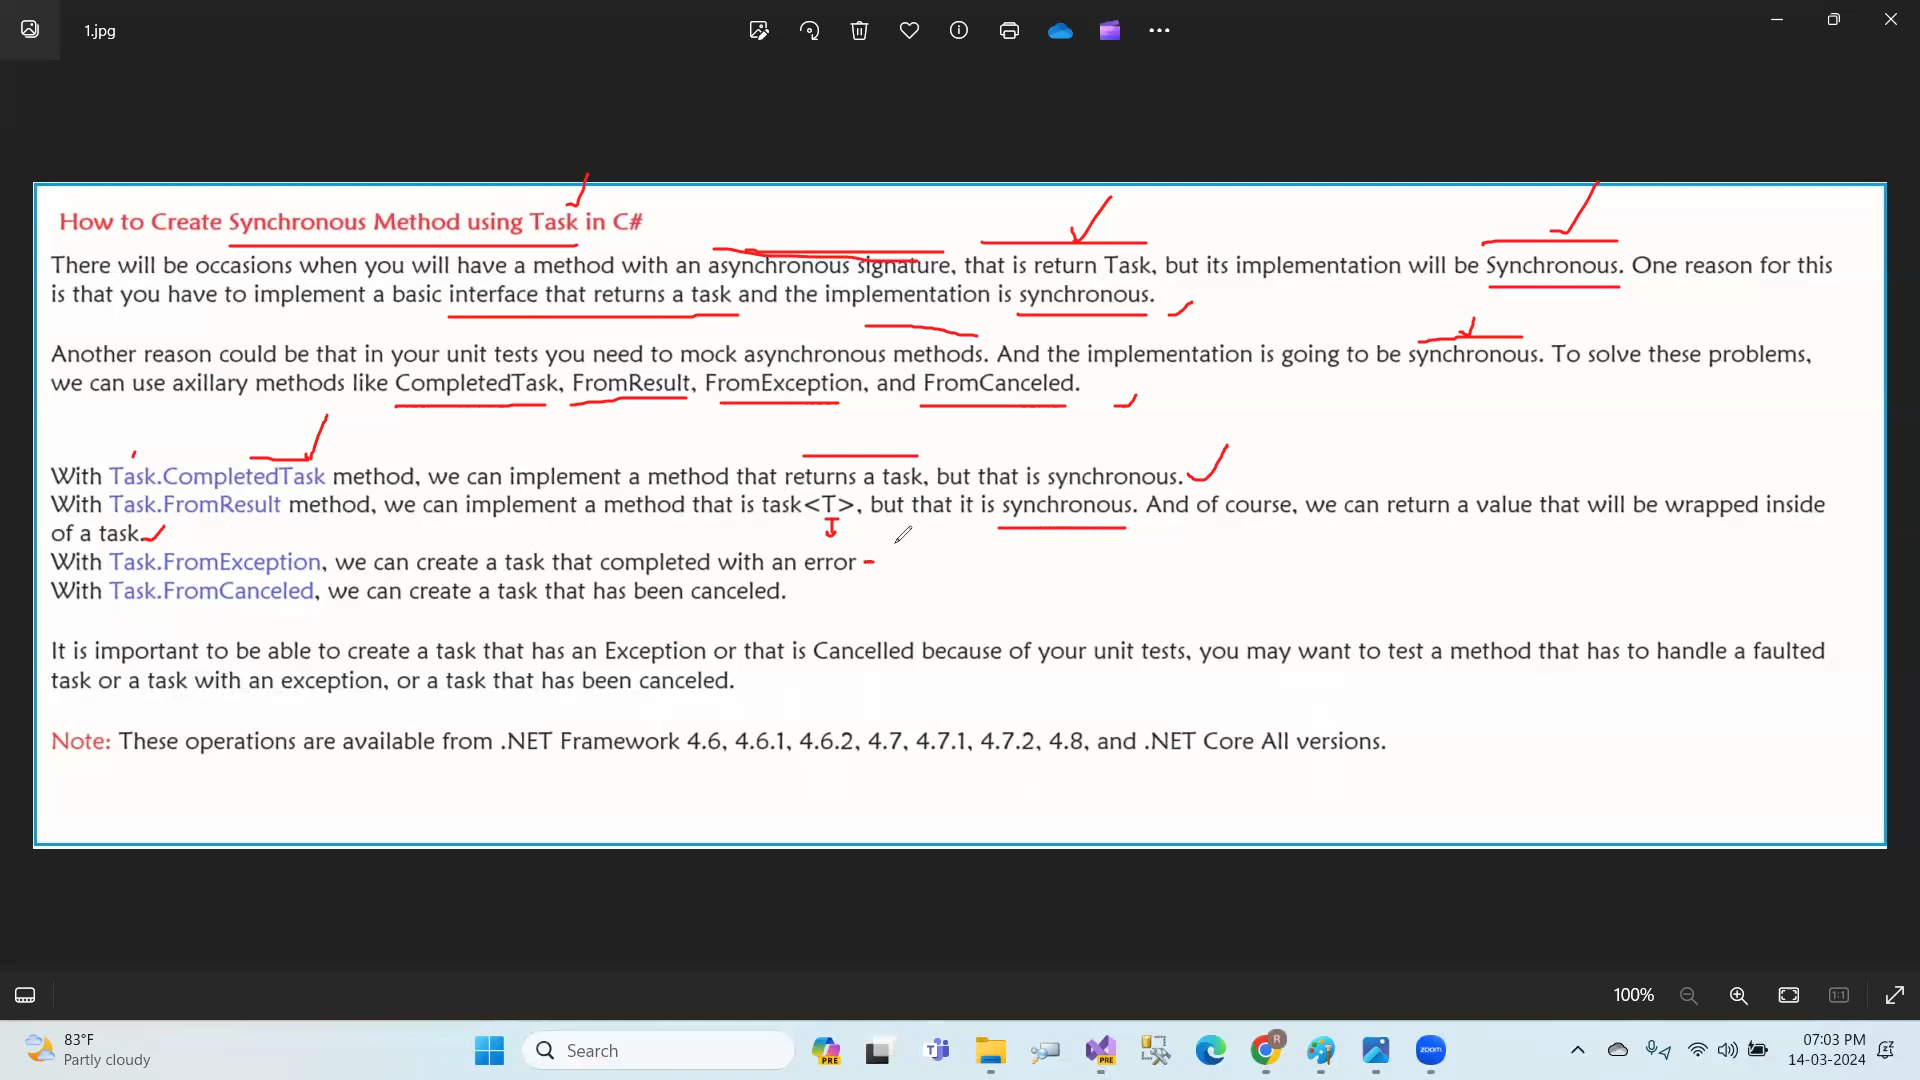 1.jpg
How to Create Synchronous Method using Task in C#
There will be occasions when you will have a method with an asynchronous signature, that is return Task, but its implementation will be Synchronous. One reason for this
is that you have to implement a basic interface that returns a task and the implementation is synchronous.
Another reason could be that in your unit tests you need to mock asynchronous methods. And the implementation is going to be synchronous. To solve these problems,
we can use axillary methods like CompletedTask, FromResult, FromException, and FromCanceled.
With Task.CompletedTask method, we can implement a method that returns a task, but that is synchronous.
With Task.FromResult method, we can implement a method that is task<T>, but that it is synchronous. And of course, we can return a value that will be wrapped inside
of a task.
With Task.FromException, we can create a task that completed with an error
With Task.FromCanceled, we can create a task that has been canceled.
It is important to be able to create a task that has an Exception or that is Cancelled because of your unit tests, you may want to test a method that has to handle a faulted
task or a task with an exception, or a task that has been canceled.
Note: These operations are available from .NET Framework 4.6, 4.6.1, 4.6.2, 4.7, 4.7.1, 4.7.2, 4.8, and .NET Core All versions.
100%
1:1
83°F
Partly cloudy
Search
PRE
PRE
R
zoom
07:03 PM
14-03-2024